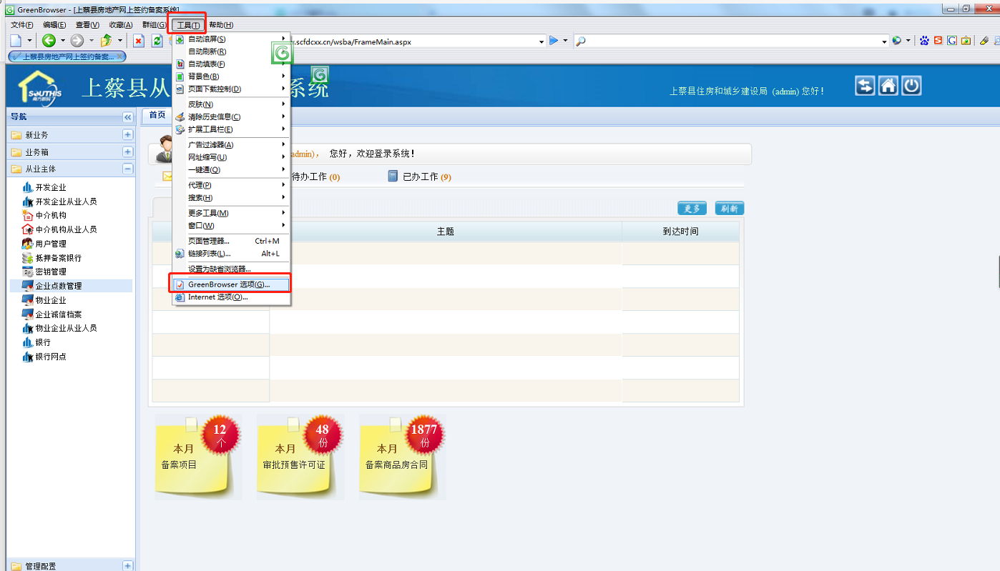 GreenBrowser - [上蔡县房地产网上签约备案系统]
文件(F) 编辑(E) 查看(V) 收藏(A) 群组(G) 工具(T) 帮助(H)
.scfdcxx.cn/wsba/FrameMain.aspx
上蔡县房地产网上签约备案...
自动滚屏(S)
自动刷新(R)
自动填表(F)
背景色(B)
页面下载控制(D)
皮肤(N)
清除历史信息(C)
扩展工具栏(E)
广告过滤器(A)
网址缩写(U)
一键通(Q)
代理(P)
搜索(H)
更多工具(M)
窗口(W)
页面管理器... Ctrl+M
链接列表(L)... Alt+L
设置为缺省浏览器...
GreenBrowser 选项(G)...
Internet 选项(O)...
SOUTHIS
南方数码
上蔡县从 系统
上蔡县住房和城乡建设局 (admin) 您好!
导航
新业务
业务箱
从业主体
开发企业
开发企业从业人员
中介机构
中介机构从业人员
用户管理
抵押备案银行
密钥管理
企业点数管理
物业企业
企业诚信档案
物业企业从业人员
银行
银行网点
管理配置
首页
admin), 您好,欢迎登录系统!
待办工作 (0) 已办工作 (9)
更多 刷新
主题 到达时间
12
个
本月
备案项目
48
份
本月
审批预售许可证
1877
份
本月
备案商品房合同